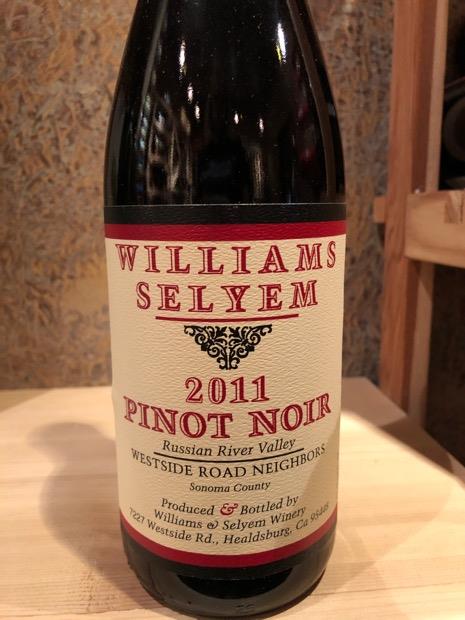 WILLIAMS
SELYEM
2011
PINOT NOIR
Russian River Valley
WESTSIDE ROAD NEIGHBORS
Sonoma County
Produced & Bottled by
Williams & Selyem Winery
7227 Westside Rd., Healdsburg, Ca 95448